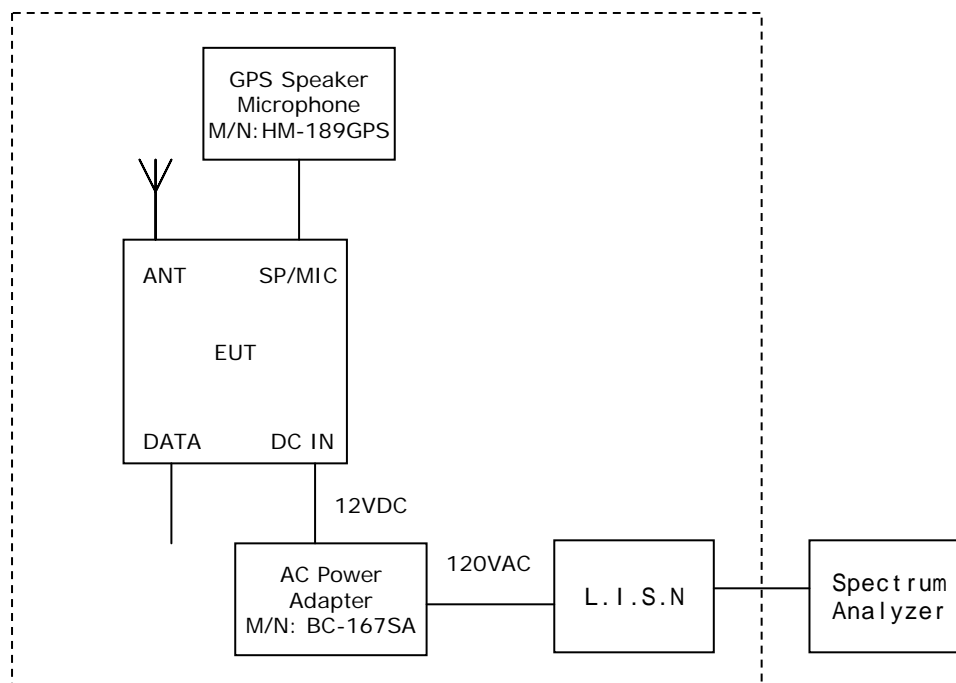 GPS Speaker
Microphone
M/N:HM-189GPS
ANT
SP/MIC
EUT
DATA
DC IN
12VDC
120VAC
AC Power
Adapter
M/N: BC-167SA
L.I.S.N
Spectrum
Analyzer